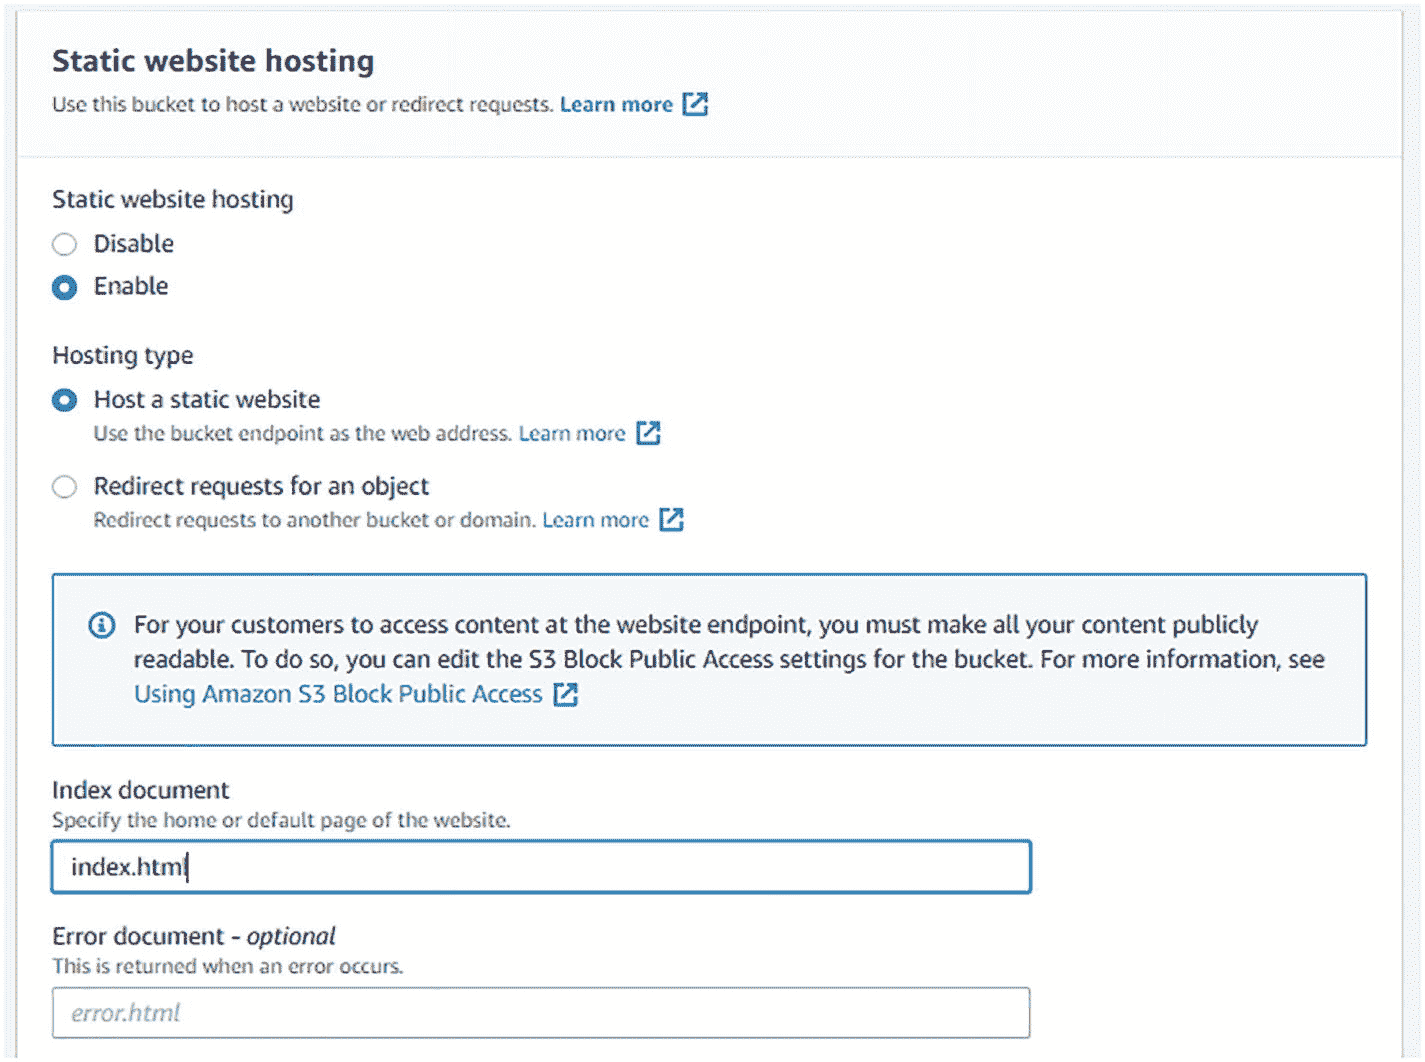 Static website hosting
Use this bucket to host a website or redirect requests. Learn more
Static website hosting
Disable
Enable
Hosting type
Host a static website
Use the bucket endpoint as the web address. Learn more
Redirect requests for an object
Redirect requests to another bucket or domain. Learn more
For your customers to access content at the website endpoint, you must make all your content publicly
readable. To do so, you can edit the S3 Block Public Access settings for the bucket. For more information, see
Using Amazon S3 Block Public Access
Index document
Specify the home or default page of the website.
index.html
Error document - optional
This is returned when an error occurs.
error.html